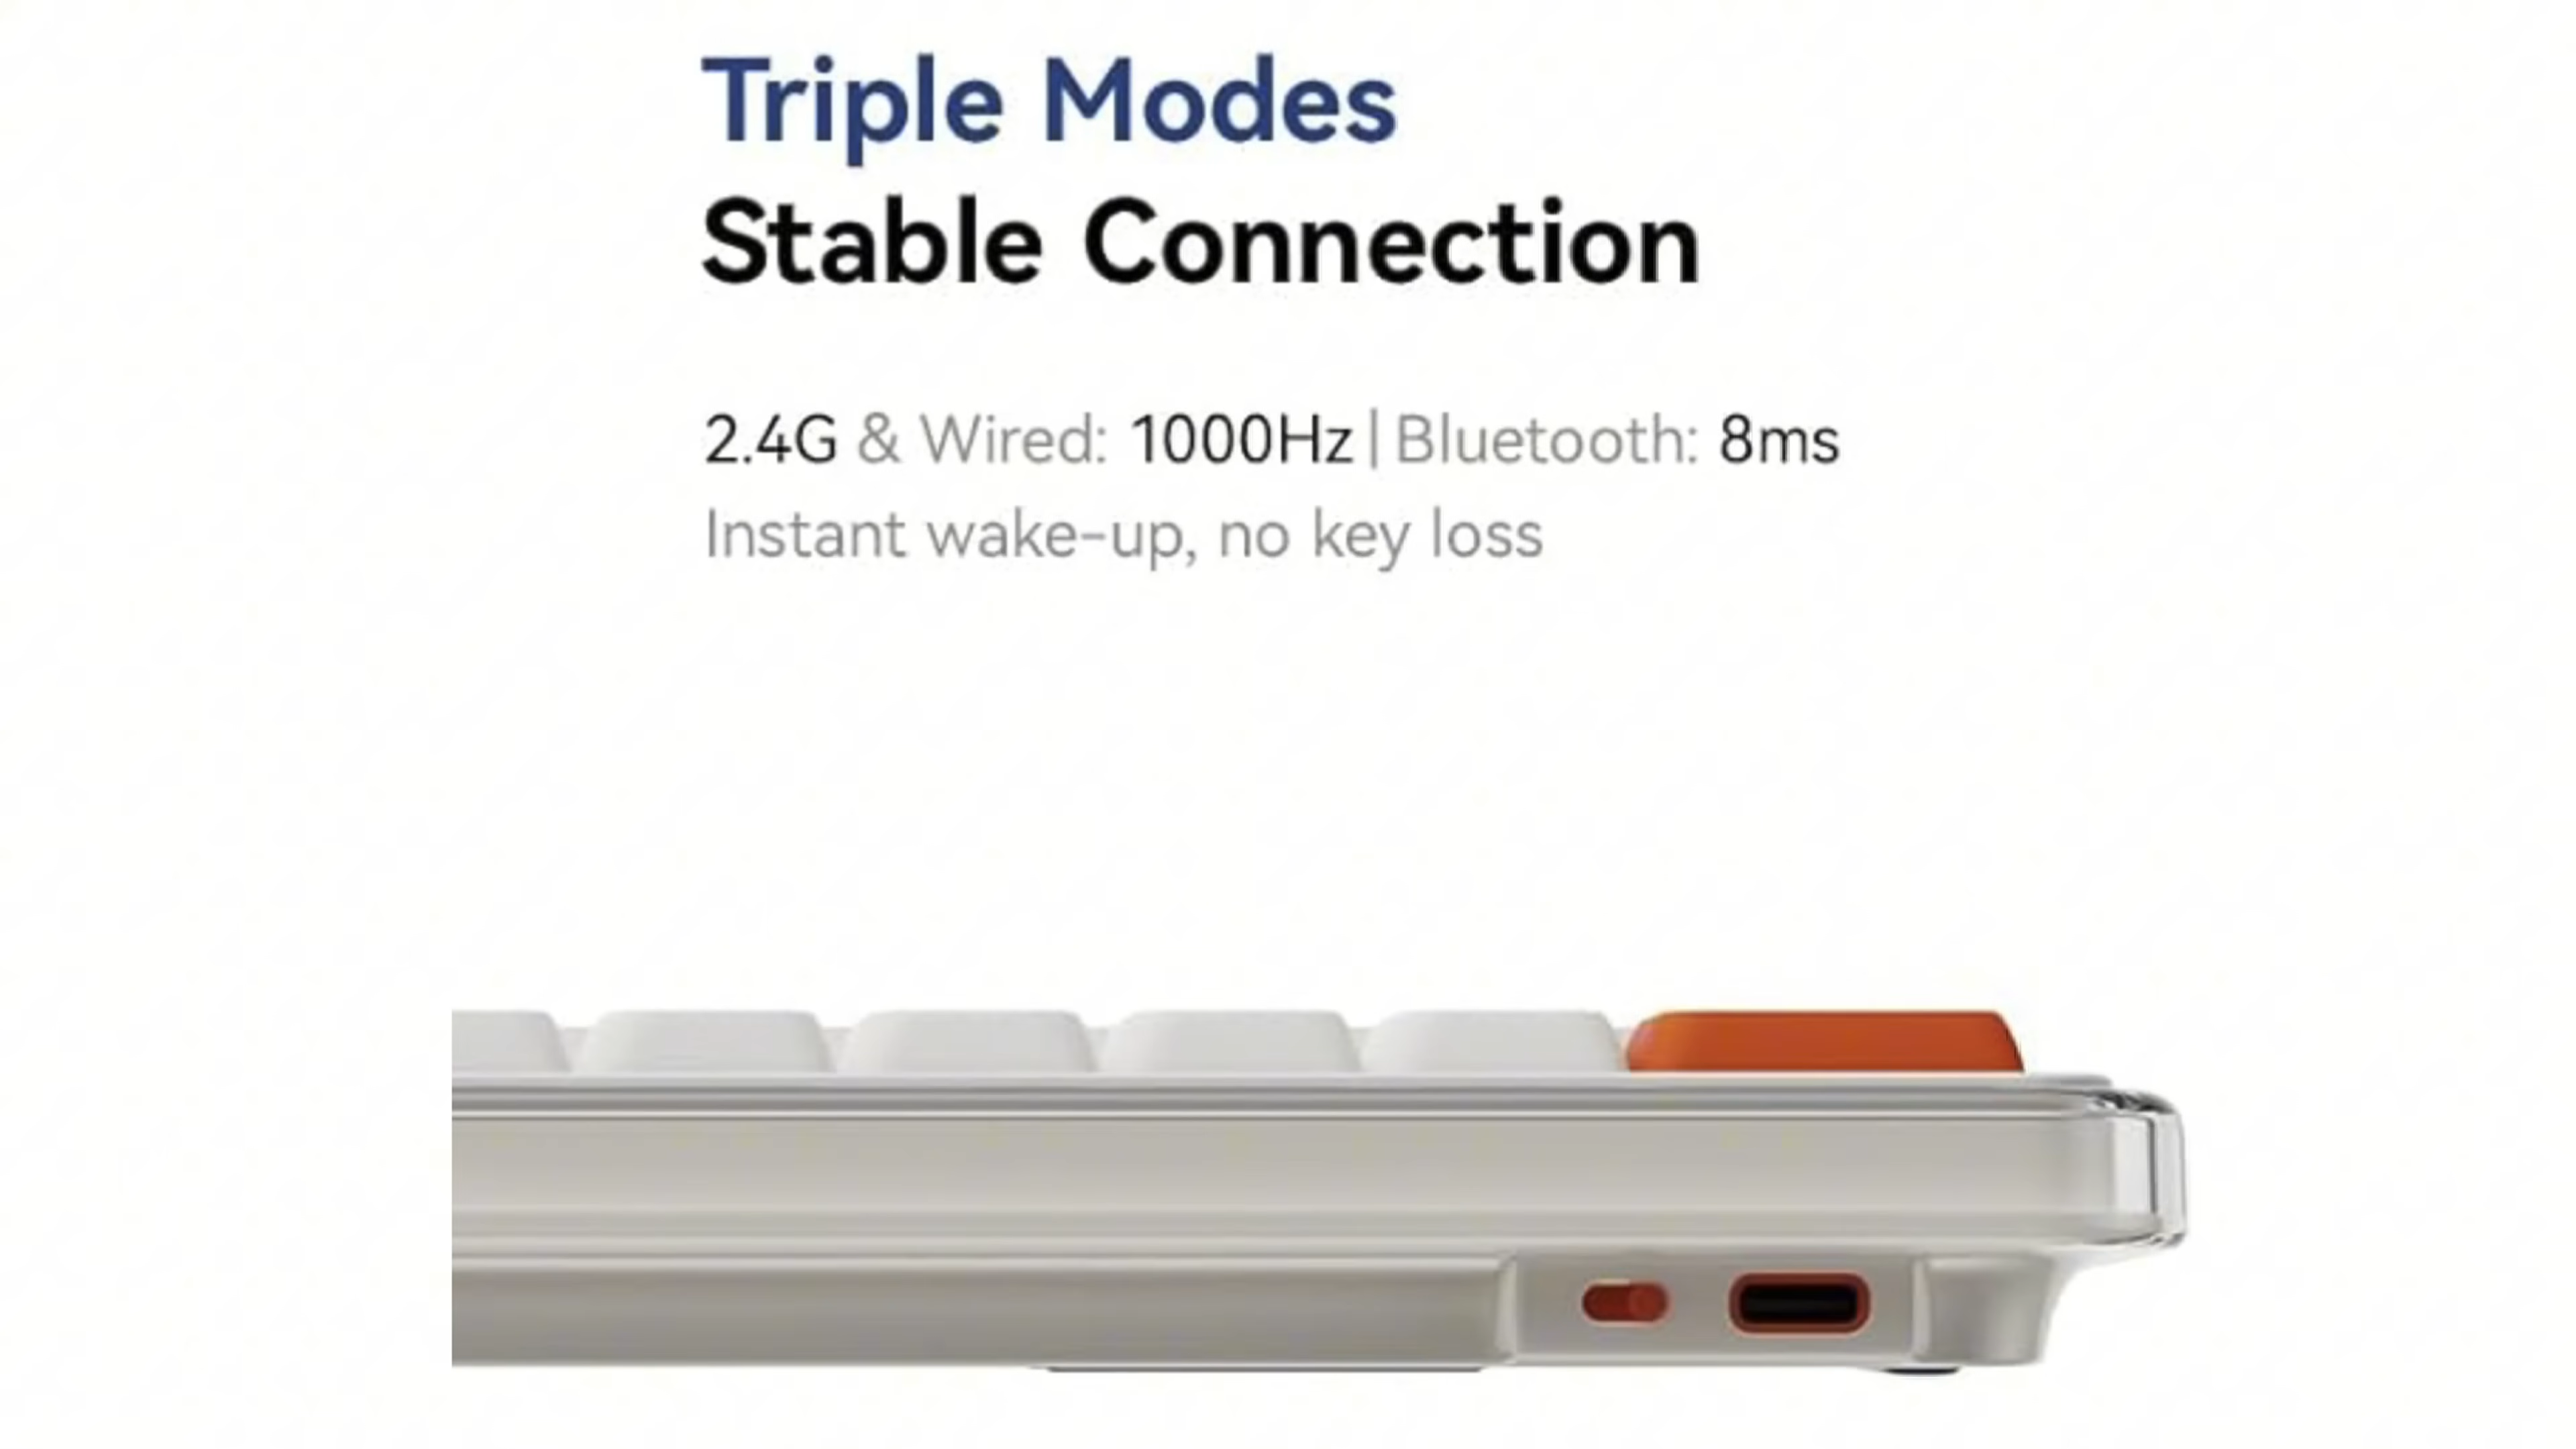 Triple Modes
Stable Connection
2.4G & Wired: 1000Hz | Bluetooth: 8ms
Instant wake-up, no key loss